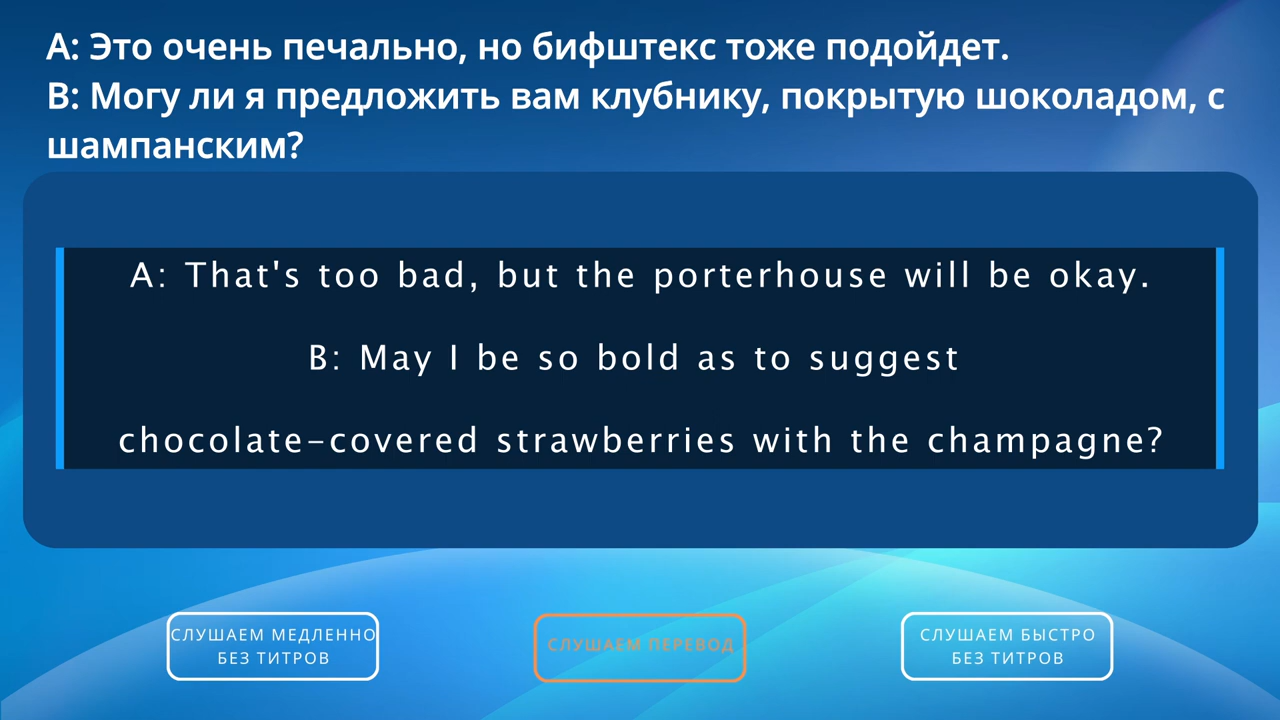 A: Это очень печально, но бифштекс тоже подойдет.
B: Могу ли я предложить вам клубнику, покрытую шоколадом, с
шампанским?
A: That's too bad, but the porterhouse will be okay.
B: May I be so bold as to suggest
chocolate-covered strawberries with the champagne?
СЛУШАЕМ МЕДЛЕННО
БЕЗ ТИТРОВ
СЛУШАЕМ ПЕРЕВОД
СЛУШАЕМ БЫСТРО
БЕЗ ТИТРОВ